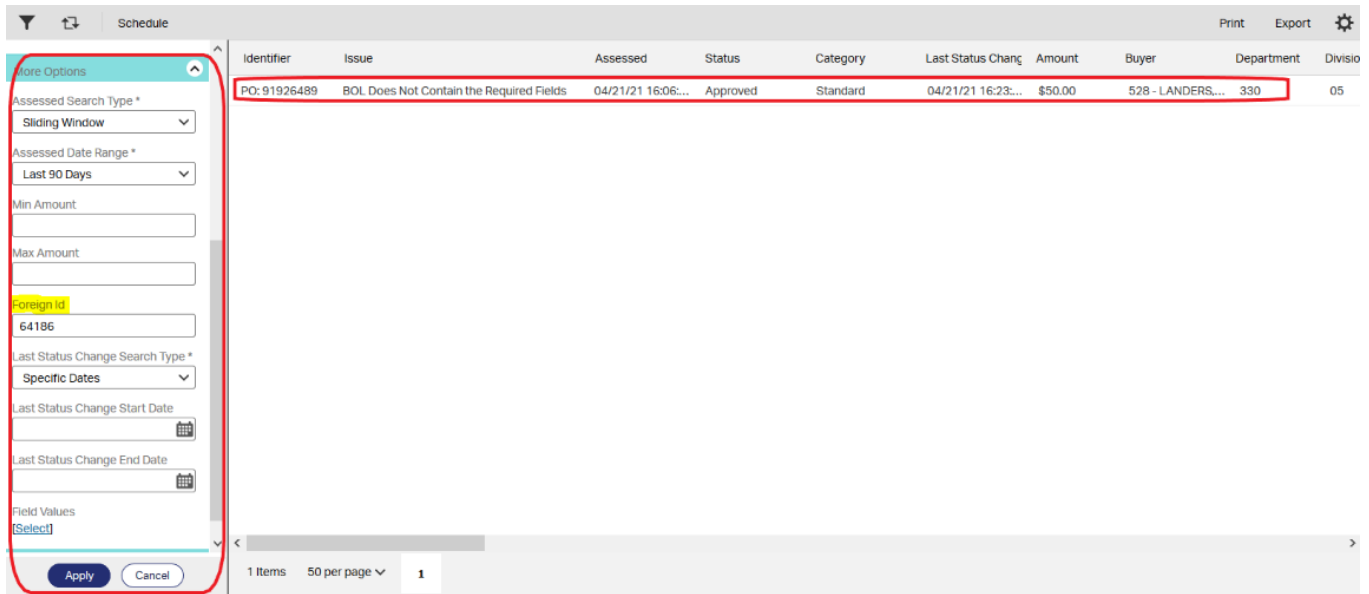 Schedule
Print Export
More Options
Assessed Search Type *
Sliding Window
Assessed Date Range *
Last 90 Days
Min Amount
Max Amount
Foreign Id
64186
Last Status Change Search Type *
Specific Dates
Last Status Change Start Date
Last Status Change End Date
Field Values
[Select]
Apply Cancel
Identifier Issue Assessed Status Category Last Status Chang Amount Buyer Department Divisio
PO: 91926489 BOL Does Not Contain the Required Fields 04/21/21 16:06:... Approved Standard 04/21/21 16:23:... $50.00 528 - LANDERS,... 330 05
1 Items 50 per page 1